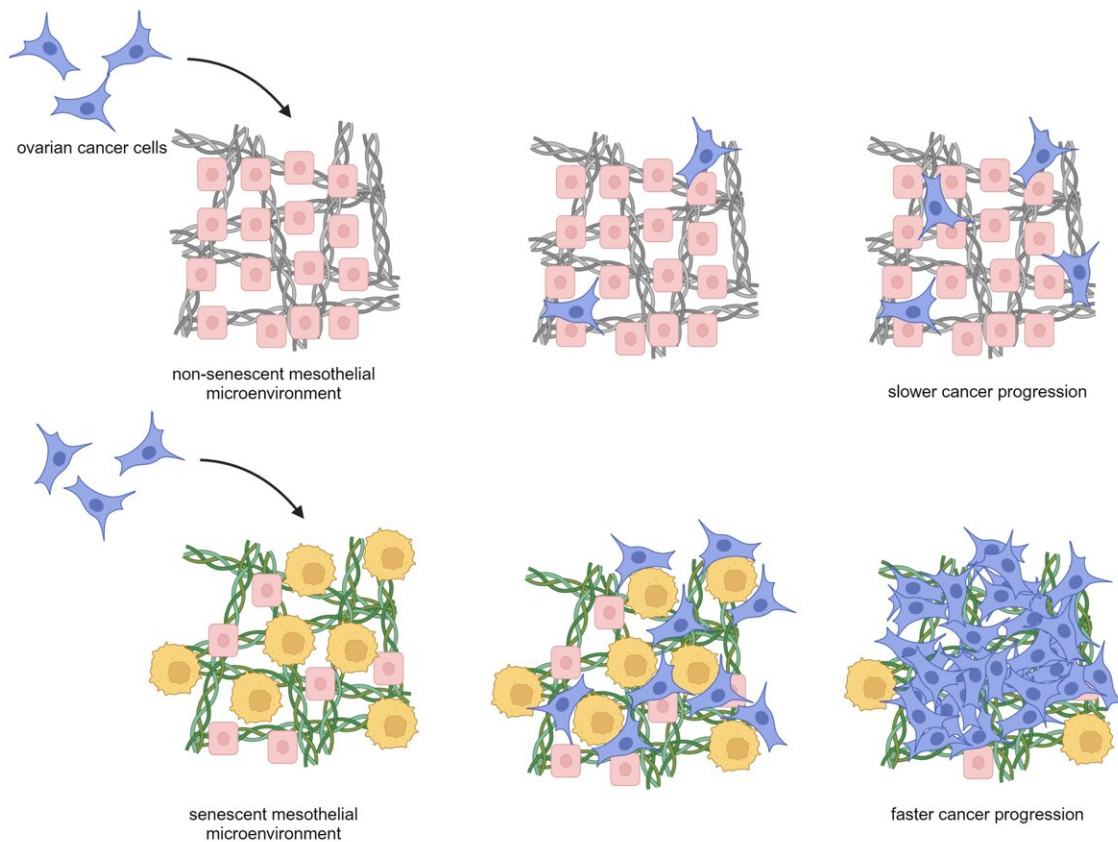 ovarian cancer cells
non-senescent mesothelial
microenvironment
slower cancer progression
senescent mesothelial
microenvironment
faster cancer progression